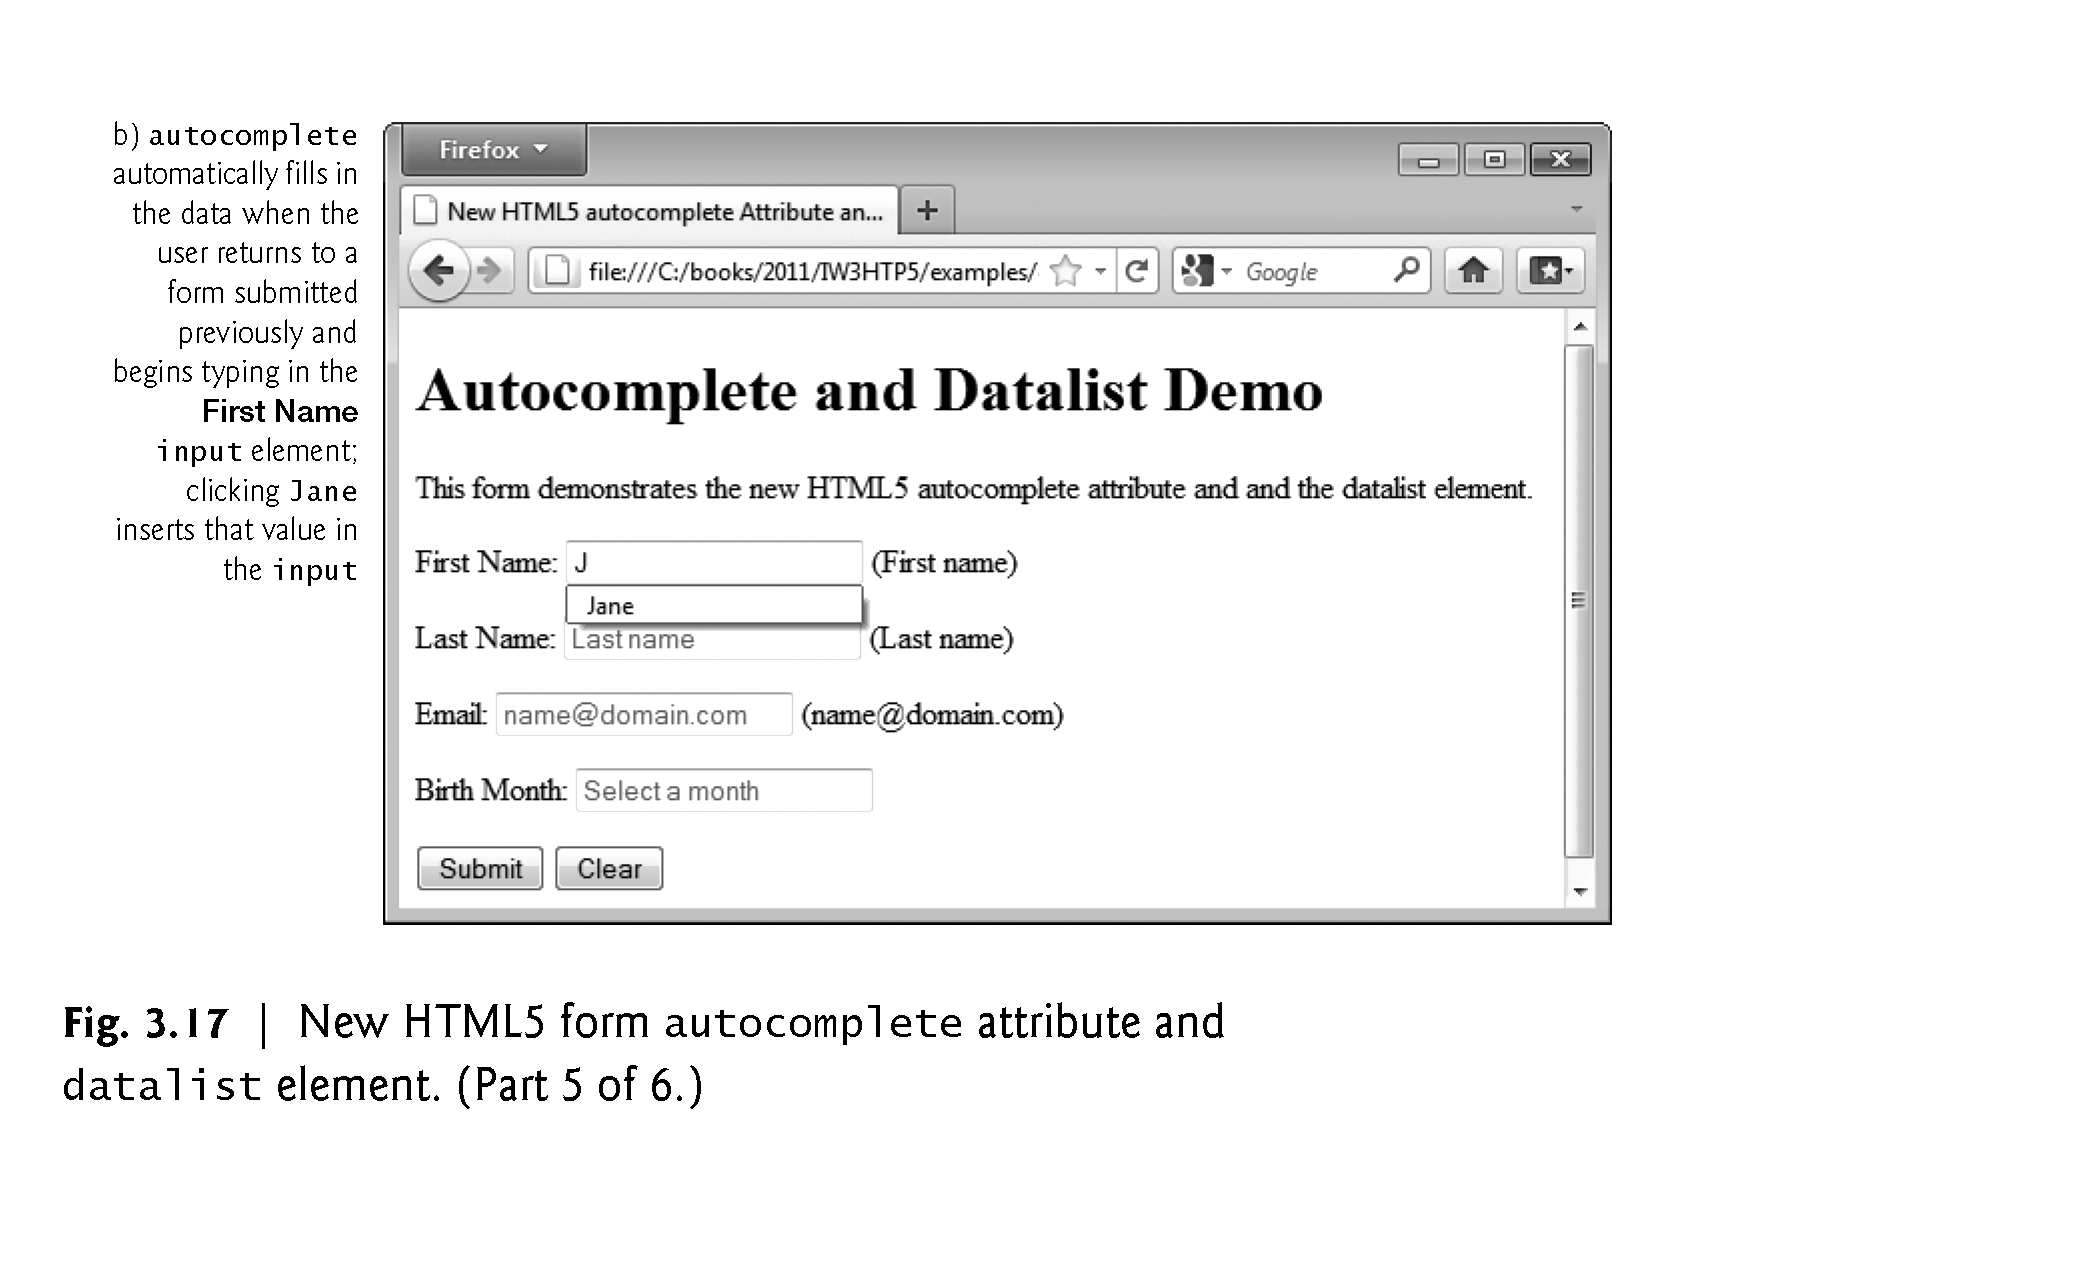 b) autocomplete
automatically fills in
the data when the
user returns to a
form submitted
previously and
begins typing in the
First Name
input element;
clicking Jane
inserts that value in
the input
Firefox
New HTML5 autocomplete Attribute an...
file:///C:/books/2011/IW3HTP5/examples/
Google
Autocomplete and Datalist Demo
This form demonstrates the new HTML5 autocomplete attribute and and the datalist element.
First Name: J (First name)
Jane
Last Name: Last name (Last name)
Email: name@domain.com (name@domain.com)
Birth Month: Select a month
Submit Clear
Fig. 3.17 | New HTML5 form autocomplete attribute and
datalist element. (Part 5 of 6.)